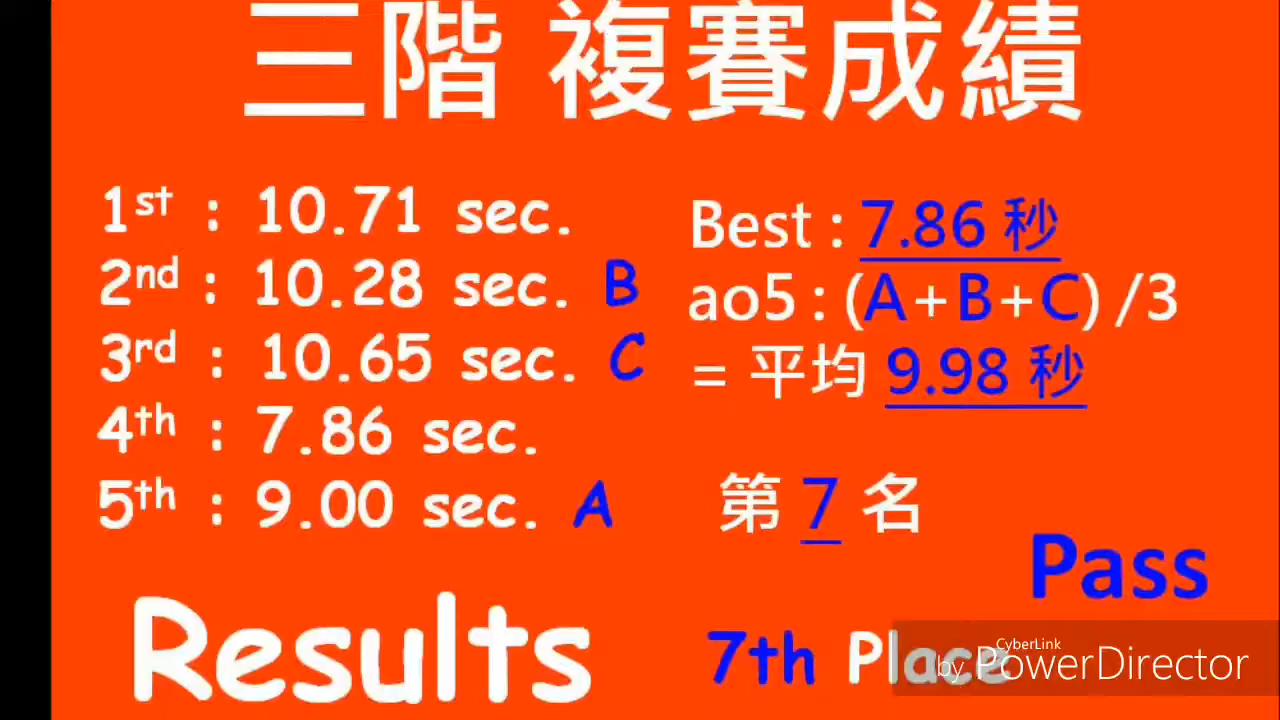 三階 複賽成績
1st : 10.71 sec.
2nd : 10.28 sec. B
3rd : 10.65 sec. C
4th : 7.86 sec.
5th : 9.00 sec. A
Best : 7.86 秒
ao5 : (A+B+C) /3
= 平均 9.98 秒
第 7 名
Pass
Results
7th Place
CyberLink
by PowerDirector